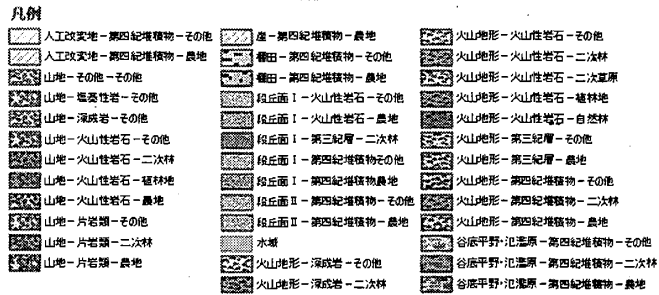 凡例
人工改変地－第四紀堆積物－その他
人工改変地－第四紀堆積物－農地
山地－その他－その他
山地－塩基性岩－その他
山地－深成岩－その他
山地－火山性岩石－その他
山地－火山性岩石－二次林
山地－火山性岩石－植林地
山地－火山性岩石－農地
山地－片岩類－その他
山地－片岩類－二次林
山地－片岩類－農地
崖－第四紀堆積物－農地
棚田－第四紀堆積物－その他
棚田－第四紀堆積物－農地
段丘面Ⅰ－火山性岩石－その他
段丘面Ⅰ－火山性岩石－農地
段丘面Ⅰ－第三紀層－二次林
段丘面Ⅰ－第四紀堆積物その他
段丘面Ⅰ－第四紀堆積物農地
段丘面Ⅱ－第四紀堆積物－その他
段丘面Ⅱ－第四紀堆積物－農地
水域
火山地形－深成岩－その他
火山地形－深成岩－二次林
火山地形－火山性岩石－その他
火山地形－火山性岩石－二次林
火山地形－火山性岩石－二次草原
火山地形－火山性岩石－植林地
火山地形－火山性岩石－自然林
火山地形－第三紀層－その他
火山地形－第三紀層－農地
火山地形－第四紀堆積物－その他
火山地形－第四紀堆積物－二次林
火山地形－第四紀堆積物－農地
谷底平野・氾濫原－第四紀堆積物－その他
谷底平野・氾濫原－第四紀堆積物－二次林
谷底平野・氾濫原－第四紀堆積物－農地